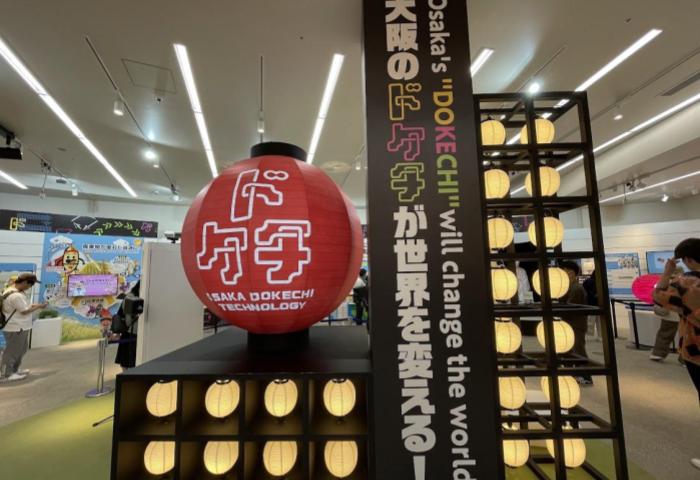 ド
ケチ
OSAKA DOKECHI
TECHNOLOGY
大阪のドケチが世界を変える!
Osaka's "DOKECHI" will change the world